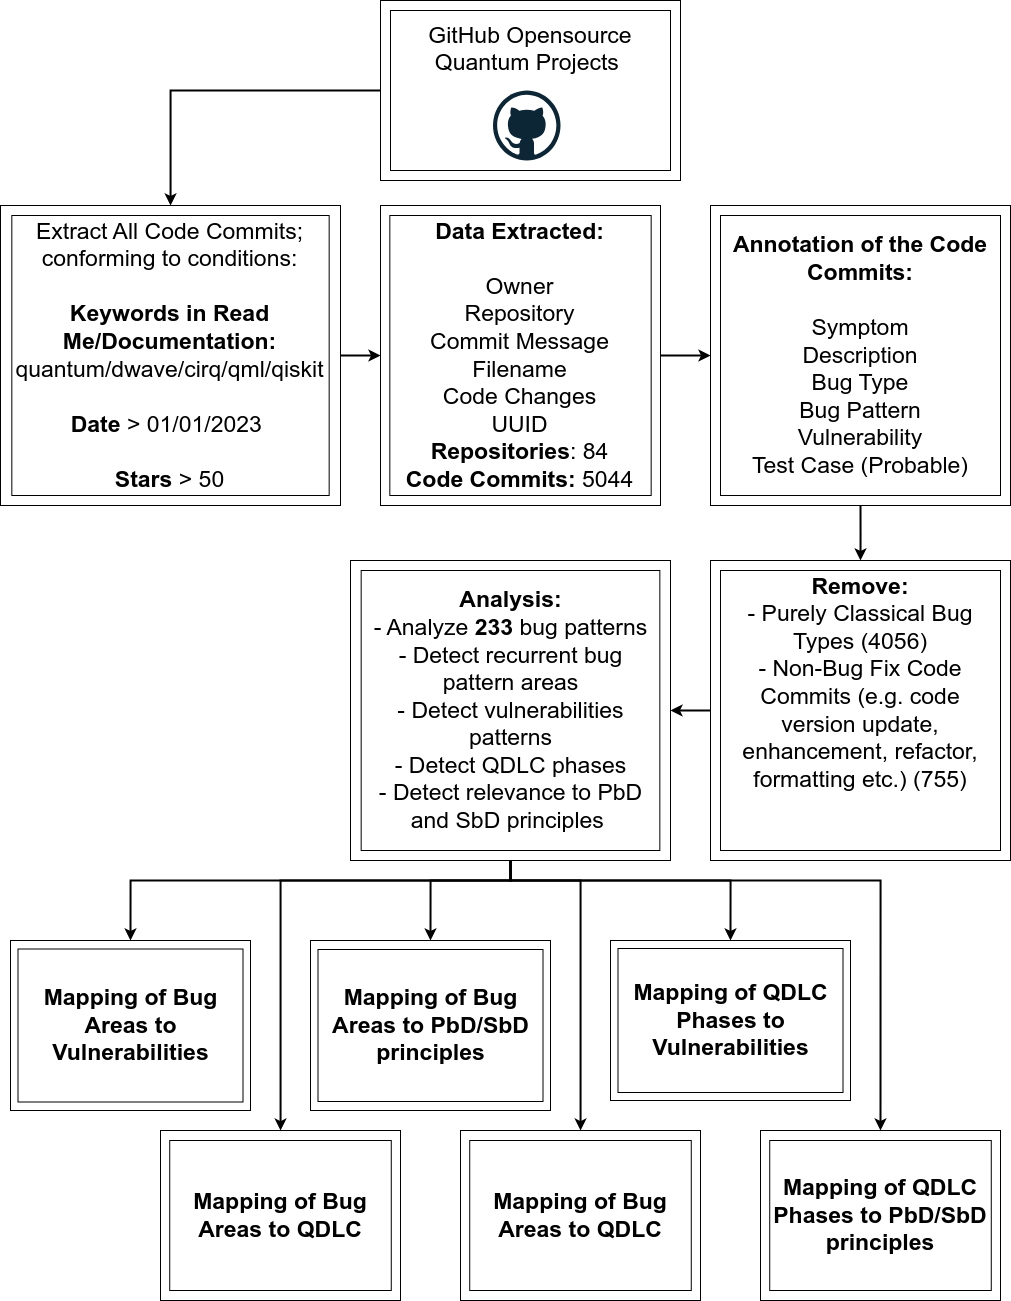 GitHub Opensource
Quantum Projects
Extract All Code Commits;
conforming to conditions:
Keywords in Read
Me/Documentation:
quantum/dwave/cirq/qml/qiskit
Date > 01/01/2023
Stars > 50
Data Extracted:
Owner
Repository
Commit Message
Filename
Code Changes
UUID
Repositories: 84
Code Commits: 5044
Annotation of the Code
Commits:
Symptom
Description
Bug Type
Bug Pattern
Vulnerability
Test Case (Probable)
Remove:
- Purely Classical Bug
Types (4056)
- Non-Bug Fix Code
Commits (e.g. code
version update,
enhancement, refactor,
formatting etc.) (755)
Analysis:
- Analyze 233 bug patterns
- Detect recurrent bug
pattern areas
- Detect vulnerabilities
patterns
- Detect QDLC phases
- Detect relevance to PbD
and SbD principles
Mapping of Bug
Areas to
Vulnerabilities
Mapping of Bug
Areas to PbD/SbD
principles
Mapping of QDLC
Phases to
Vulnerabilities
Mapping of Bug
Areas to QDLC
Mapping of Bug
Areas to QDLC
Mapping of QDLC
Phases to PbD/SbD
principles